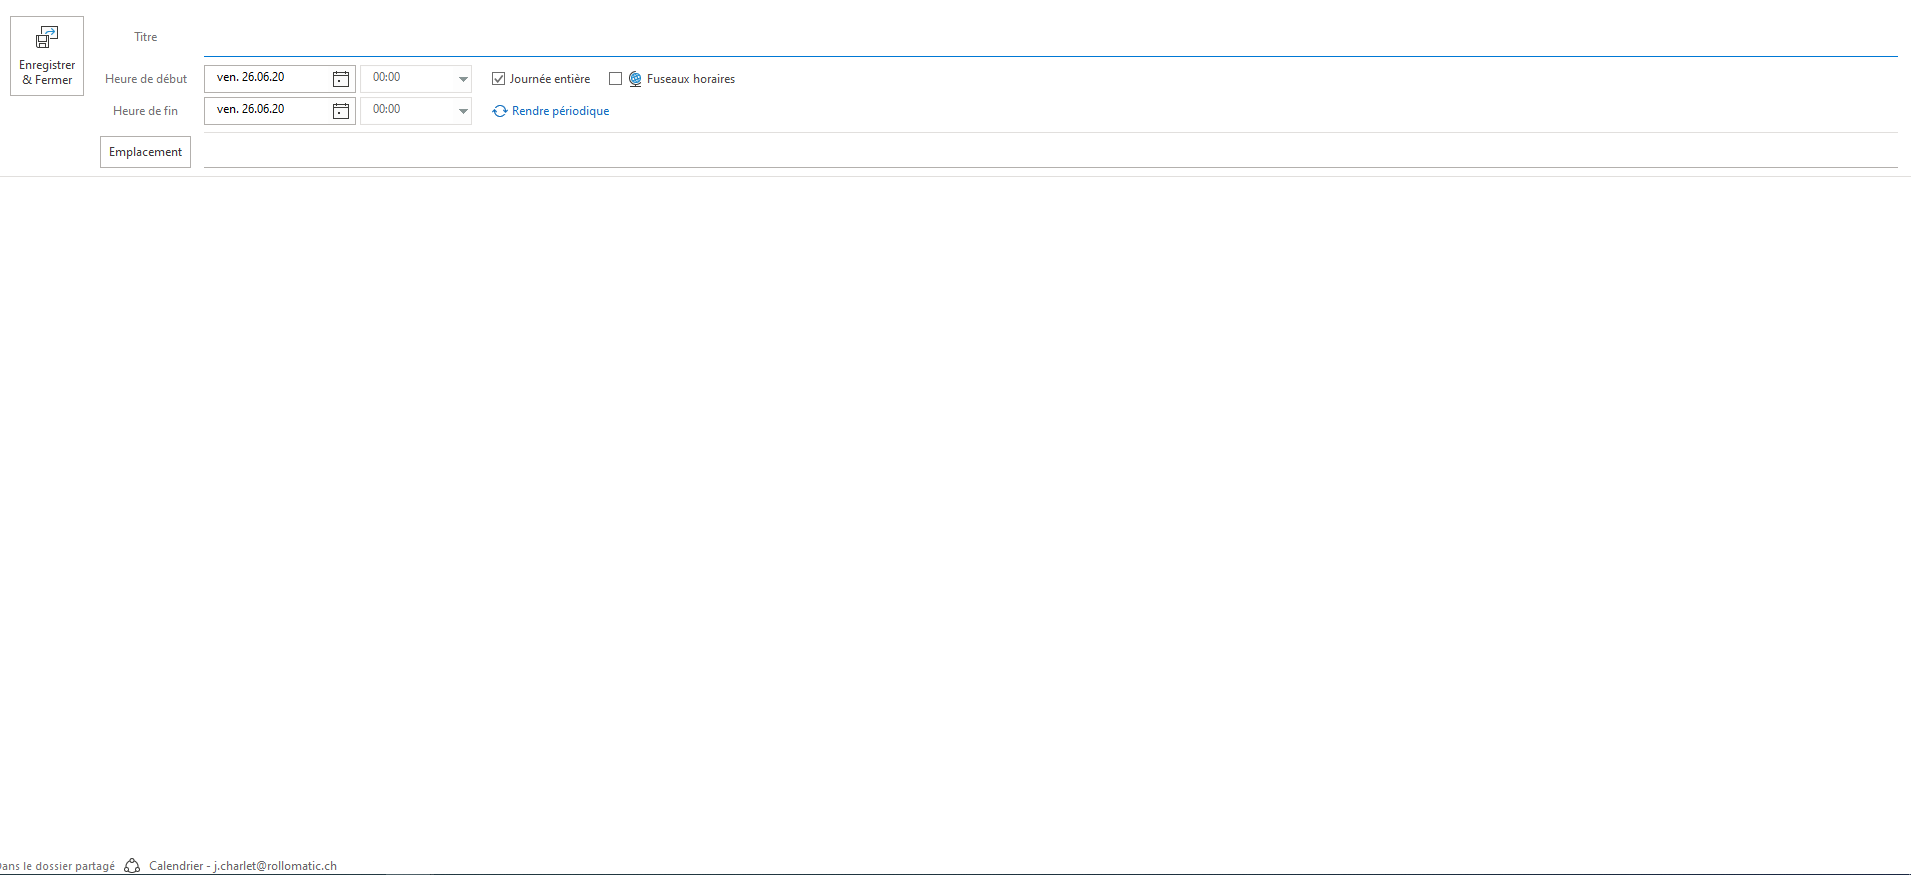 Titre
Enregistrer
& Fermer
Heure de début ven. 26.06.20 00:00 Journée entière Fuseaux horaires
Heure de fin ven. 26.06.20 00:00 Rendre périodique
Emplacement
ans le dossier partagé Calendrier - j.charlet@rollomatic.ch